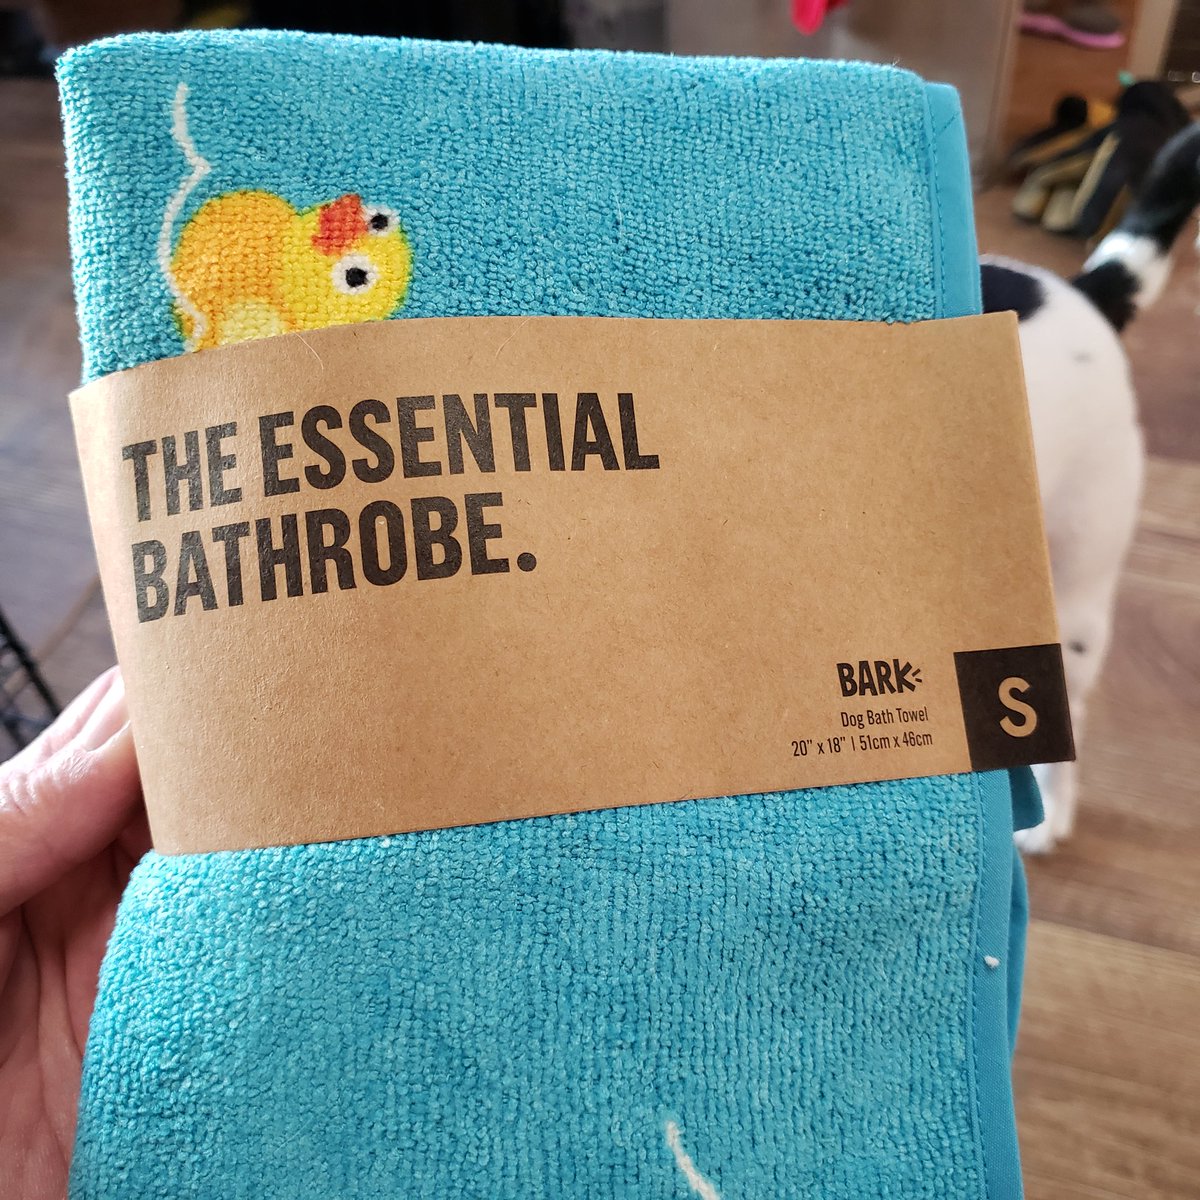 THE ESSENTIAL
BATHROBE.
BARK
Dog Bath Towel
20" x 18" | 51cm x 46cm
S